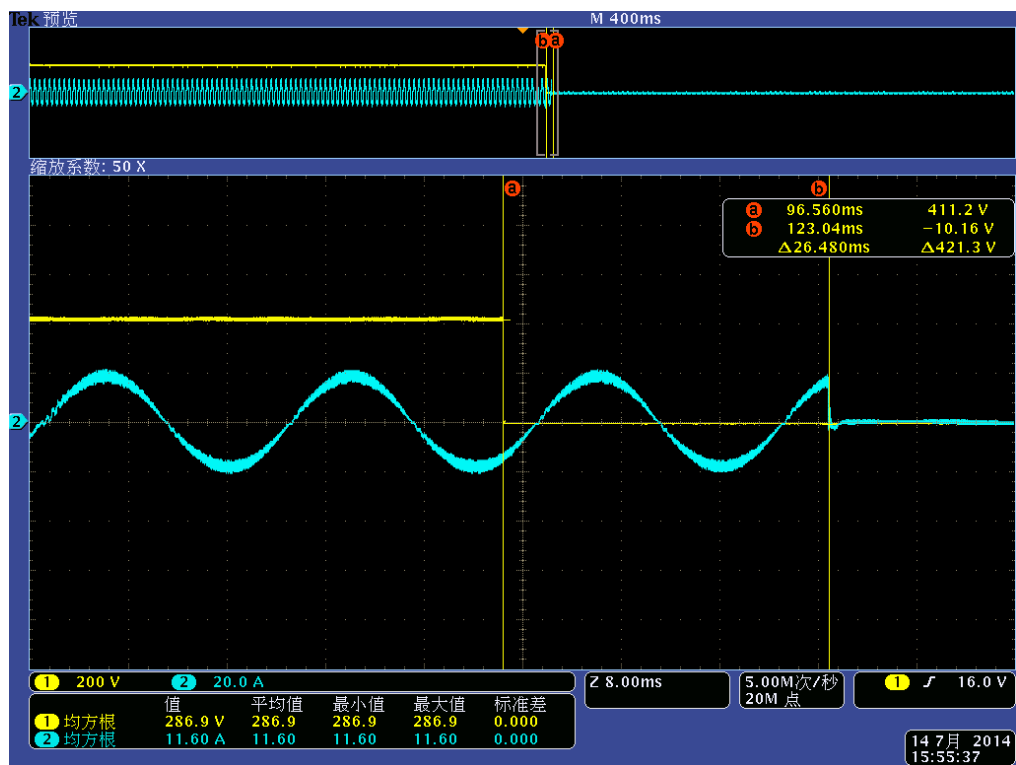 Tek 预览 M 400ms
b a
2
缩放系数: 50 X
a b
a 96.560ms 411.2 V
b 123.04ms −10.16 V
Δ26.480ms Δ421.3 V
2
1 200 V 2 20.0 A Z 8.00ms 5.00M次/秒 1 16.0 V
20M 点
值 平均值 最小值 最大值 标准差
1 均方根 286.9 V 286.9 286.9 286.9 0.000
2 均方根 11.60 A 11.60 11.60 11.60 0.000
14 7月 2014
15:55:37